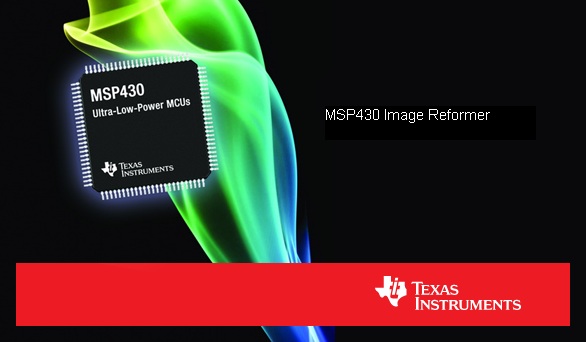 MSP430
Ultra-Low-Power MCUs
TEXAS
INSTRUMENTS
MSP430 Image Reformer
TEXAS
INSTRUMENTS